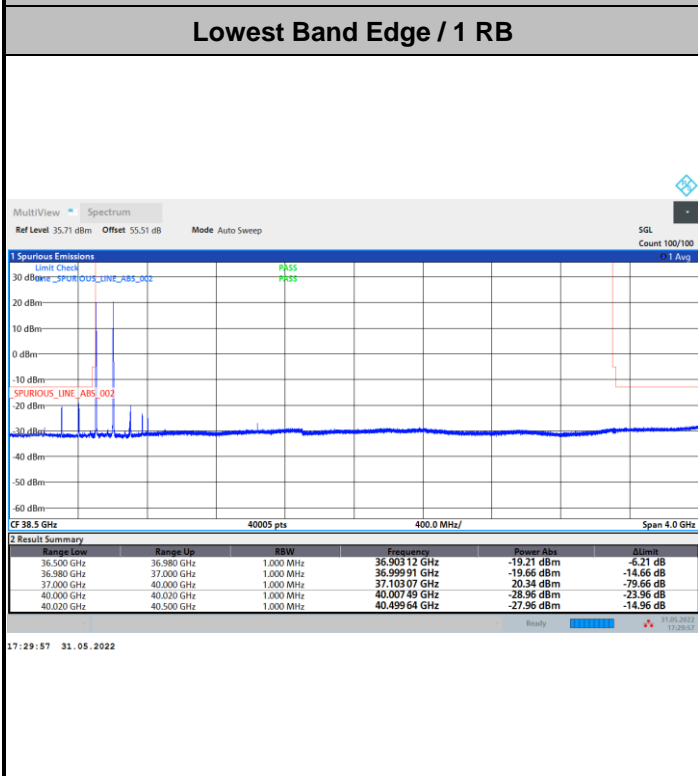 Lowest Band Edge / 1 RB
MultiView Spectrum
Ref Level 35.71 dBm Offset 55.51 dB Mode Auto Sweep SGL
Count 100/100
1 Spurious Emissions 1 Avg
Limit Check PASS
30 dBm Line _SPURIOUS_LINE_ABS_002 PASS
20 dBm
10 dBm
0 dBm
-10 dBm
_SPURIOUS_LINE_ABS_002
-20 dBm
-30 dBm
-40 dBm
-50 dBm
-60 dBm
CF 38.5 GHz 40005 pts 400.0 MHz/ Span 4.0 GHz
2 Result Summary
Range Low Range Up RBW Frequency Power Abs ΔLimit
36.500 GHz 36.980 GHz 1.000 MHz 36.903 12 GHz -19.21 dBm -6.21 dB
36.980 GHz 37.000 GHz 1.000 MHz 36.999 91 GHz -19.66 dBm -14.66 dB
37.000 GHz 40.000 GHz 1.000 MHz 37.103 07 GHz 20.34 dBm -79.66 dB
40.000 GHz 40.020 GHz 1.000 MHz 40.007 49 GHz -28.96 dBm -23.96 dB
40.020 GHz 40.500 GHz 1.000 MHz 40.499 64 GHz -27.96 dBm -14.96 dB
Ready 31.05.2022
17:29:57
17:29:57 31.05.2022